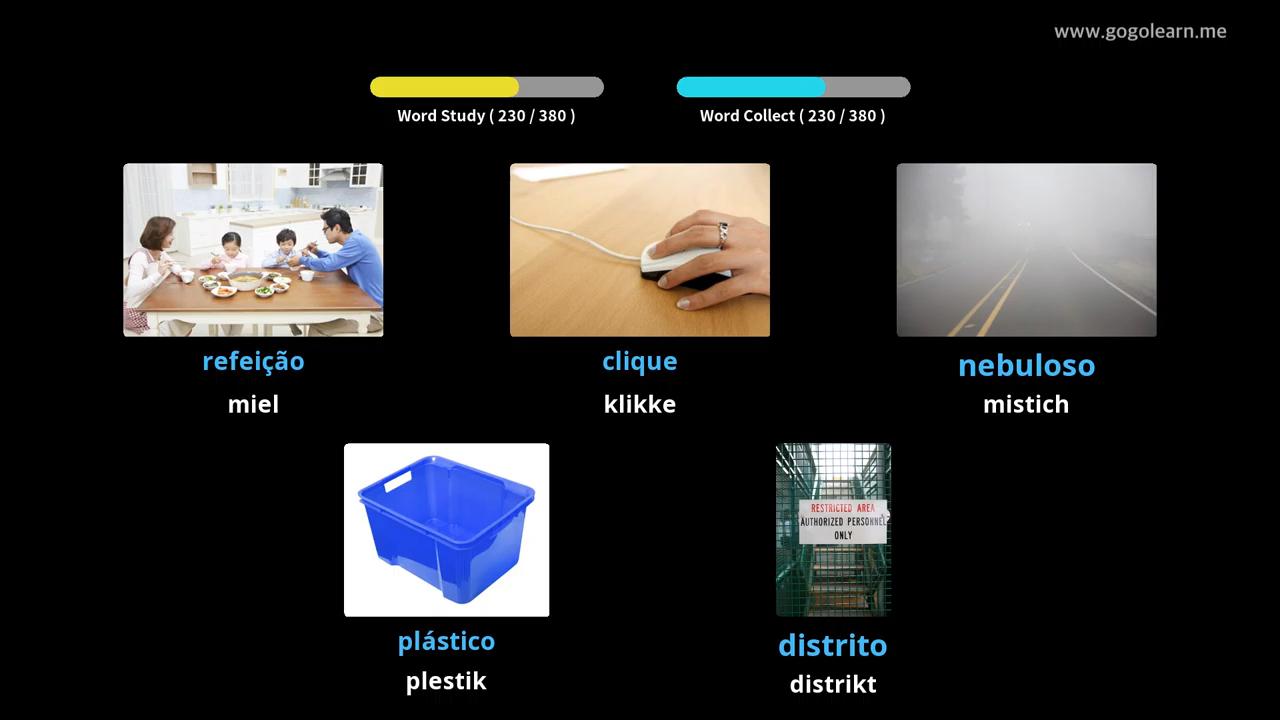 www.gogolearn.me
Word Study ( 230 / 380 )
Word Collect ( 230 / 380 )
refeição
clique
nebuloso
miel
klikke
mistich
RESTRICTED AREA
AUTHORIZED PERSONNEL
ONLY
plástico
distrito
plestik
distrikt